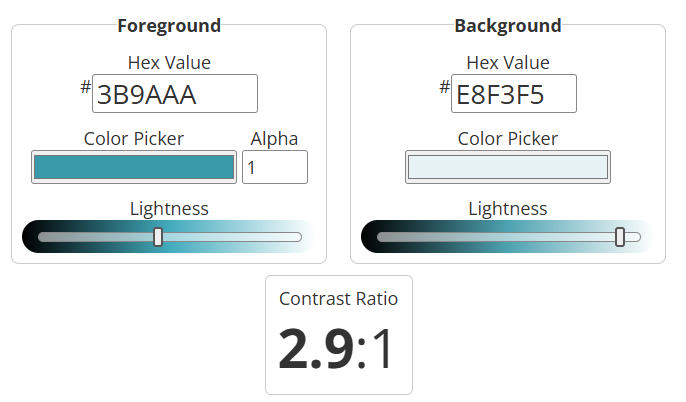 Foreground
Hex Value
# 3B9AAA
Color Picker Alpha
1
Lightness
Background
Hex Value
# E8F3F5
Color Picker
Lightness
Contrast Ratio
2.9:1